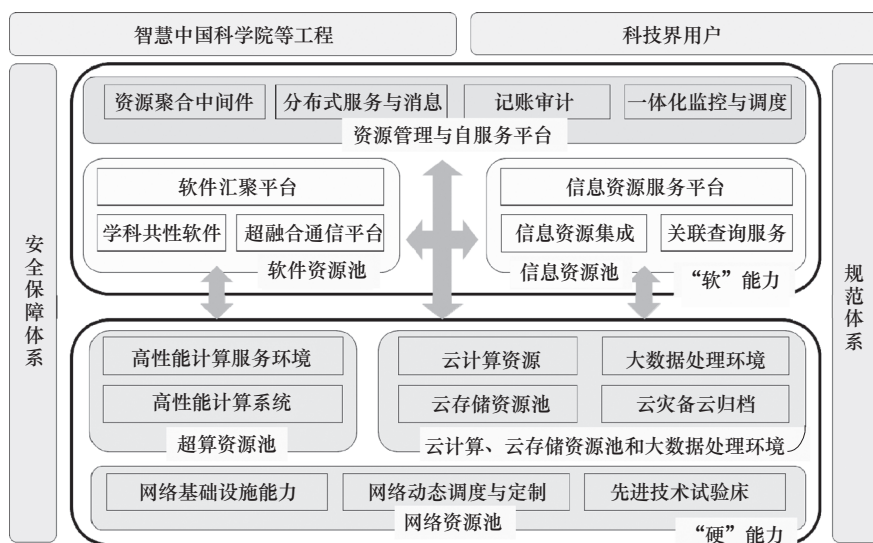 智慧中国科学院等工程
科技界用户
安全保障体系
规范体系
资源聚合中间件
分布式服务与消息
记账审计
一体化监控与调度
资源管理与自服务平台
软件汇聚平台
学科共性软件
超融合通信平台
软件资源池
信息资源服务平台
信息资源集成
关联查询服务
信息资源池
“软”能力
高性能计算服务环境
高性能计算系统
超算资源池
云计算资源
大数据处理环境
云存储资源池
云灾备云归档
云计算、云存储资源池和大数据处理环境
网络基础设施能力
网络动态调度与定制
先进技术试验床
网络资源池
“硬”能力